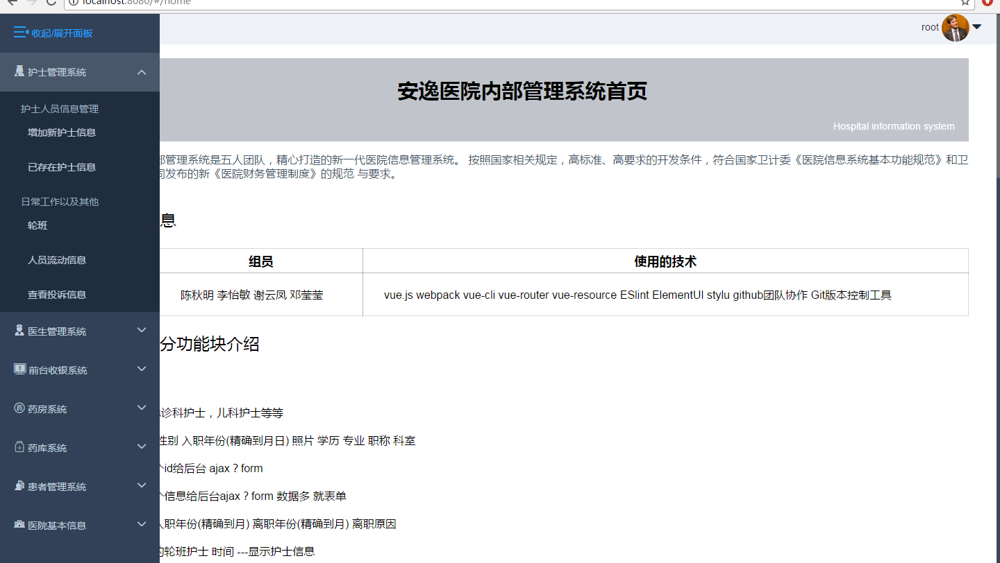 localhost:8080/#/home
收起/展开面板
root
护士管理系统
护士人员信息管理
增加新护士信息
已存在护士信息
日常工作以及其他
轮班
人员流动信息
查看投诉信息
医生管理系统
前台收银系统
药房系统
药库系统
患者管理系统
医院基本信息
安逸医院内部管理系统首页
Hospital information system
管理系统是五人团队，精心打造的新一代医院信息管理系统。 按照国家相关规定，高标准、高要求的开发条件，符合国家卫计委《医院信息系统基本功能规范》和卫
发布的新《医院财务管理制度》的规范 与要求。
息
组员 使用的技术
陈秋明 李怡敏 谢云凤 邓莹莹 vue.js webpack vue-cli vue-router vue-resource ESlint ElementUI stylu github团队协作 Git版本控制工具
分功能块介绍
诊科护士，儿科护士等等
性别 入职年份(精确到月日) 照片 学历 专业 职称 科室
id给后台 ajax ? form
信息给后台ajax ? form 数据多 就表单
职年份(精确到月) 离职年份(精确到月) 离职原因
轮班护士 时间 ---显示护士信息